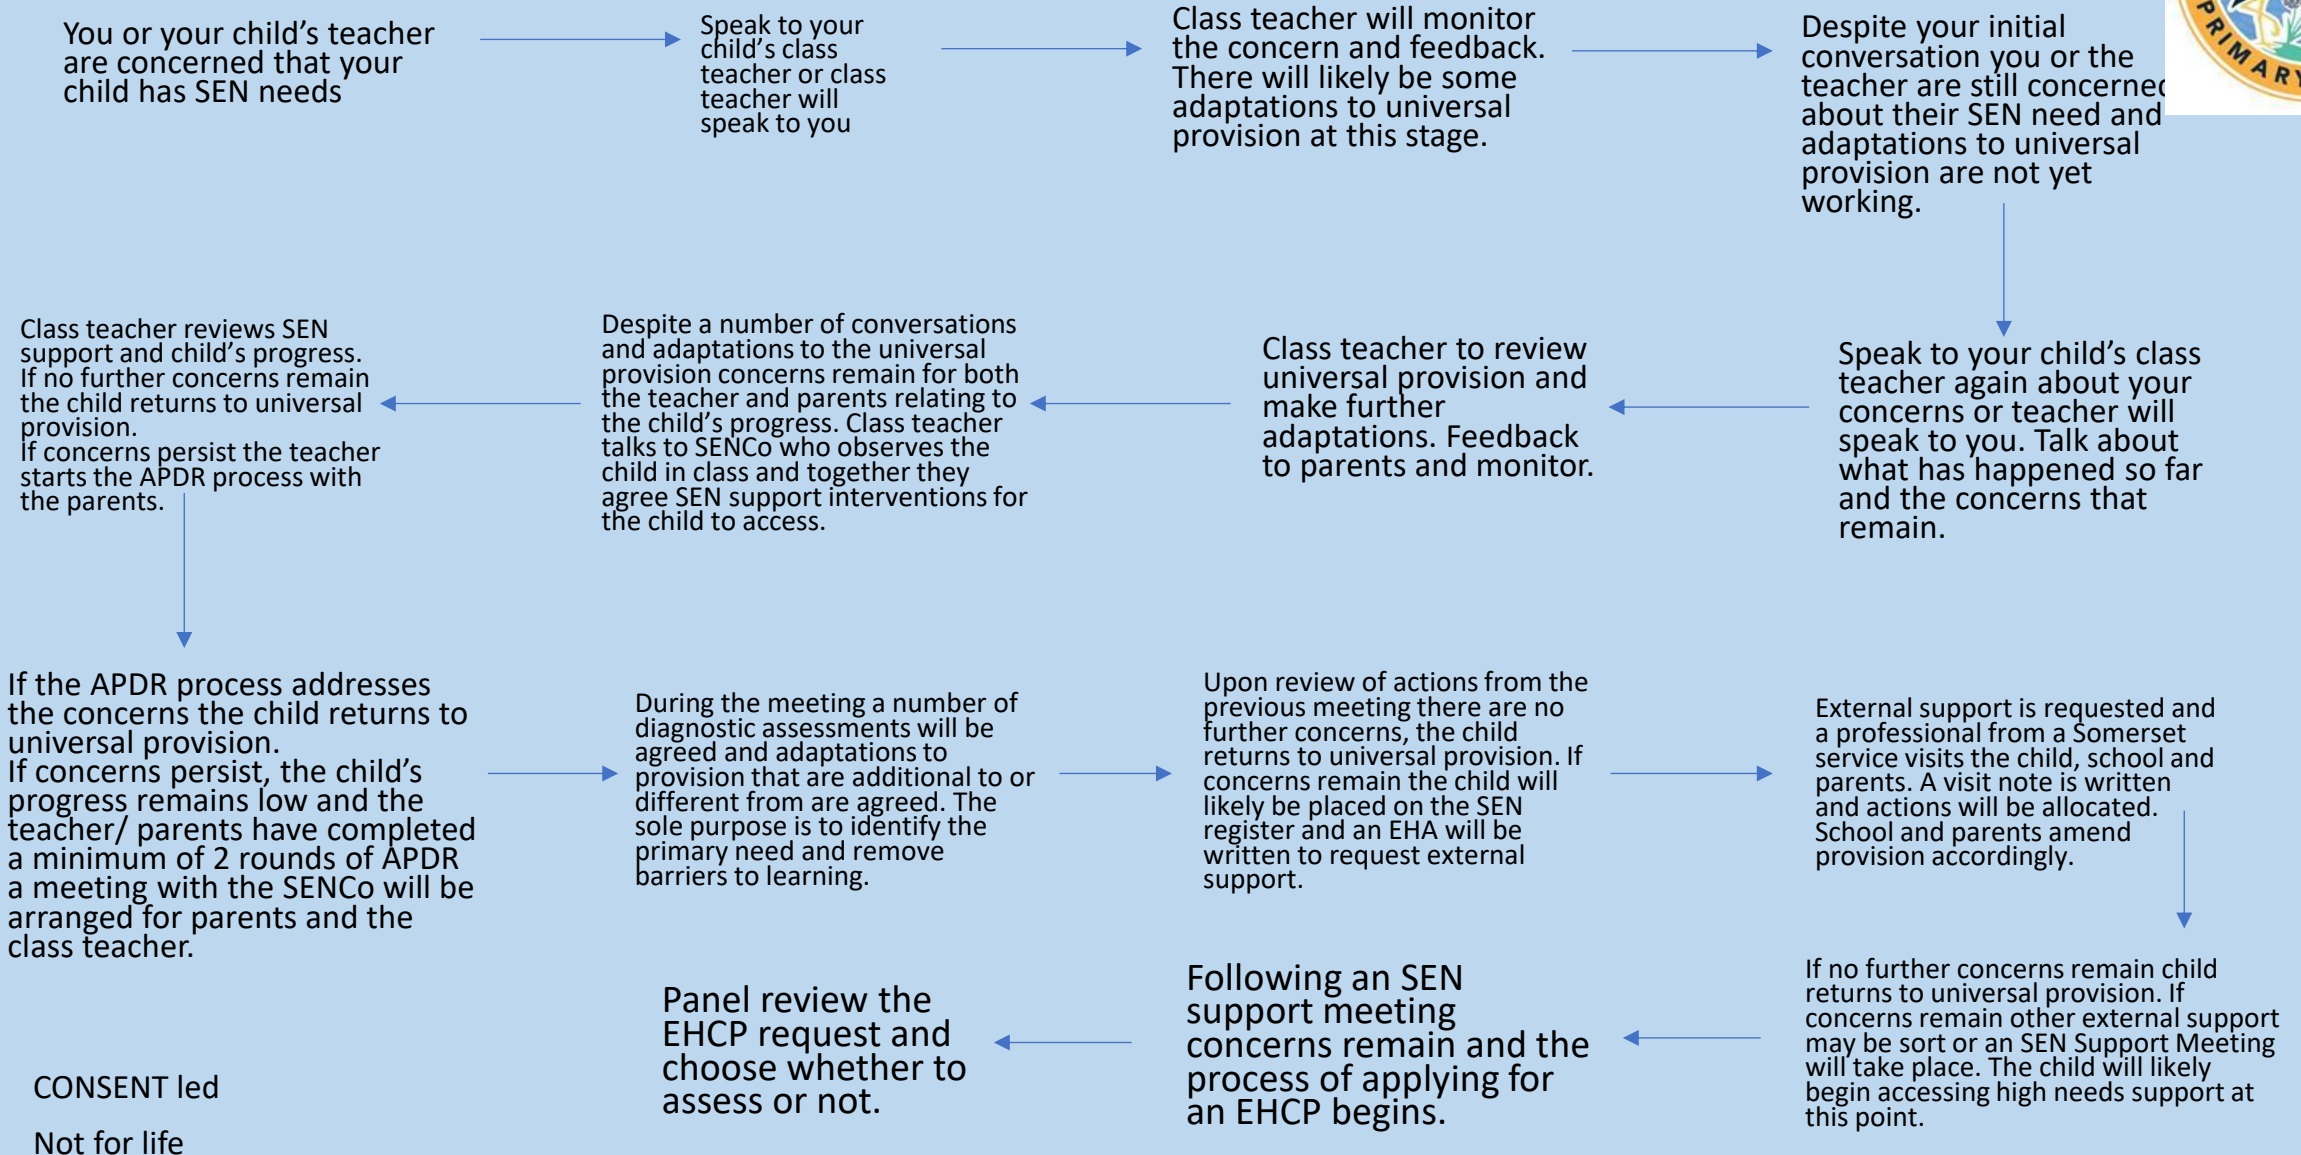 You or your child’s teacher
are concerned that your
child has SEN needs
Speak to your
child’s class
teacher or class
teacher will
speak to you
Class teacher will monitor
the concern and feedback.
There will likely be some
adaptations to universal
provision at this stage.
Despite your initial
conversation you or the
teacher are still concerned
about their SEN need and
adaptations to universal
provision are not yet
working.
PRIMARY
Speak to your child’s class
teacher again about your
concerns or teacher will
speak to you. Talk about
what has happened so far
and the concerns that
remain.
Class teacher to review
universal provision and
make further
adaptations. Feedback
to parents and monitor.
Despite a number of conversations
and adaptations to the universal
provision concerns remain for both
the teacher and parents relating to
the child’s progress. Class teacher
talks to SENCo who observes the
child in class and together they
agree SEN support interventions for
the child to access.
Class teacher reviews SEN
support and child’s progress.
If no further concerns remain
the child returns to universal
provision.
If concerns persist the teacher
starts the APDR process with
the parents.
If the APDR process addresses
the concerns the child returns to
universal provision.
If concerns persist, the child’s
progress remains low and the
teacher/ parents have completed
a minimum of 2 rounds of APDR
a meeting with the SENCo will be
arranged for parents and the
class teacher.
During the meeting a number of
diagnostic assessments will be
agreed and adaptations to
provision that are additional to or
different from are agreed. The
sole purpose is to identify the
primary need and remove
barriers to learning.
Upon review of actions from the
previous meeting there are no
further concerns, the child
returns to universal provision. If
concerns remain the child will
likely be placed on the SEN
register and an EHA will be
written to request external
support.
External support is requested and
a professional from a Somerset
service visits the child, school and
parents. A visit note is written
and actions will be allocated.
School and parents amend
provision accordingly.
If no further concerns remain child
returns to universal provision. If
concerns remain other external support
may be sort or an SEN Support Meeting
will take place. The child will likely
begin accessing high needs support at
this point.
Following an SEN
support meeting
concerns remain and the
process of applying for
an EHCP begins.
Panel review the
EHCP request and
choose whether to
assess or not.
CONSENT led
Not for life